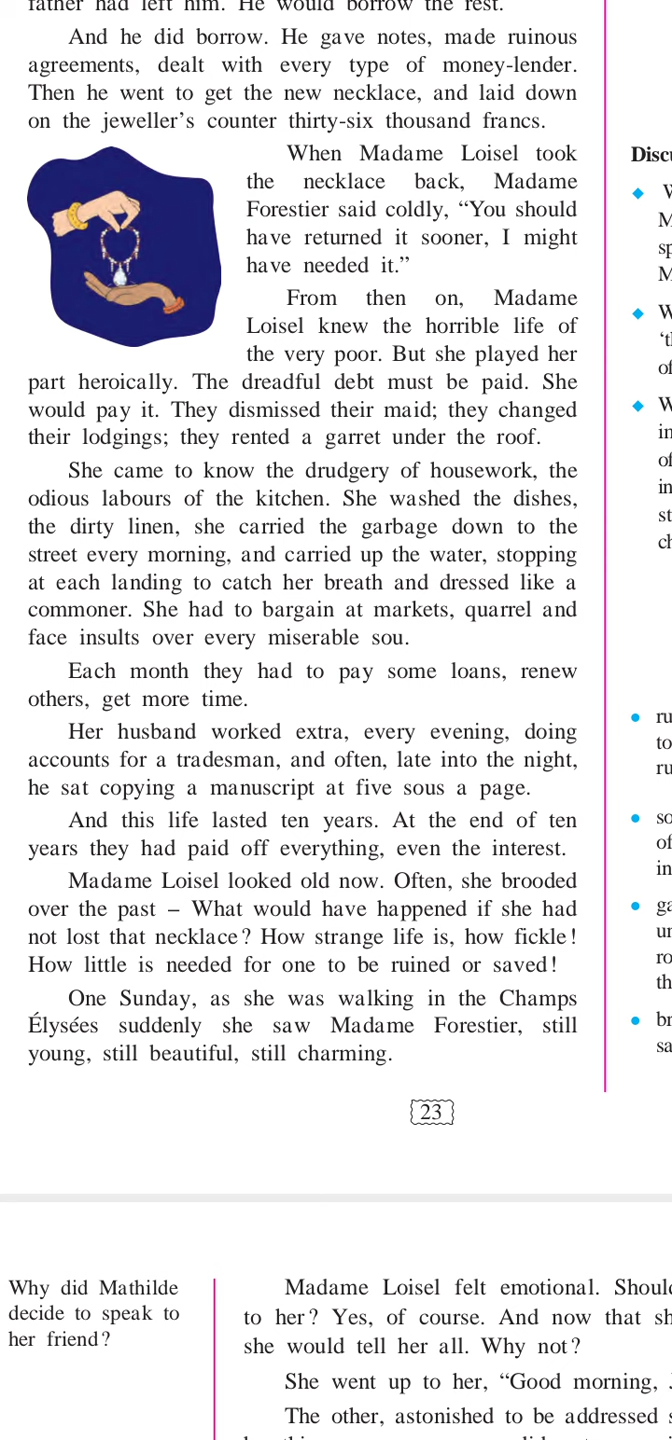 father had left him. He would borrow the rest.
And he did borrow. He gave notes, made ruinous
agreements, dealt with every type of money-lender.
Then he went to get the new necklace, and laid down
on the jeweller’s counter thirty-six thousand francs.
When Madame Loisel took
the necklace back, Madame
Forestier said coldly, “You should
have returned it sooner, I might
have needed it.”
From then on, Madame
Loisel knew the horrible life of
the very poor. But she played her
part heroically. The dreadful debt must be paid. She
would pay it. They dismissed their maid; they changed
their lodgings; they rented a garret under the roof.
She came to know the drudgery of housework, the
odious labours of the kitchen. She washed the dishes,
the dirty linen, she carried the garbage down to the
street every morning, and carried up the water, stopping
at each landing to catch her breath and dressed like a
commoner. She had to bargain at markets, quarrel and
face insults over every miserable sou.
Each month they had to pay some loans, renew
others, get more time.
Her husband worked extra, every evening, doing
accounts for a tradesman, and often, late into the night,
he sat copying a manuscript at five sous a page.
And this life lasted ten years. At the end of ten
years they had paid off everything, even the interest.
Madame Loisel looked old now. Often, she brooded
over the past – What would have happened if she had
not lost that necklace? How strange life is, how fickle!
How little is needed for one to be ruined or saved!
One Sunday, as she was walking in the Champs
Élysées suddenly she saw Madame Forestier, still
young, still beautiful, still charming.
23
Why did Mathilde
decide to speak to
her friend?
Madame Loisel felt emotional.
to her? Yes, of course. And now that
she would tell her all. Why not?
She went up to her, “Good morning,
The other, astonished to be addressed